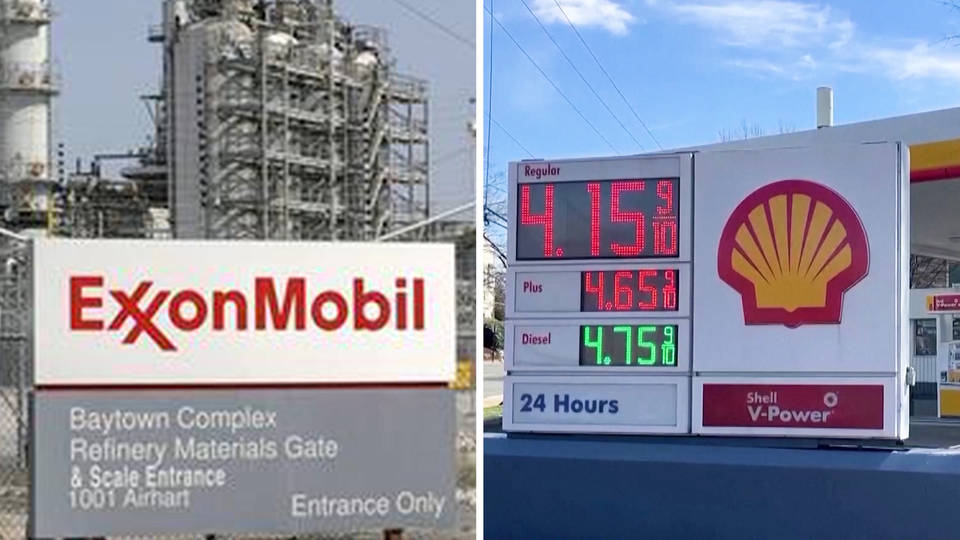 ExxonMobil
Baytown Complex
Refinery Materials Gate
& Scale Entrance
1001 Airhart
Entrance Only
Regular
4.15 9/10
Plus
4.65 9/10
Diesel
4.75 9/10
24 Hours
Shell
V-Power
V-Power